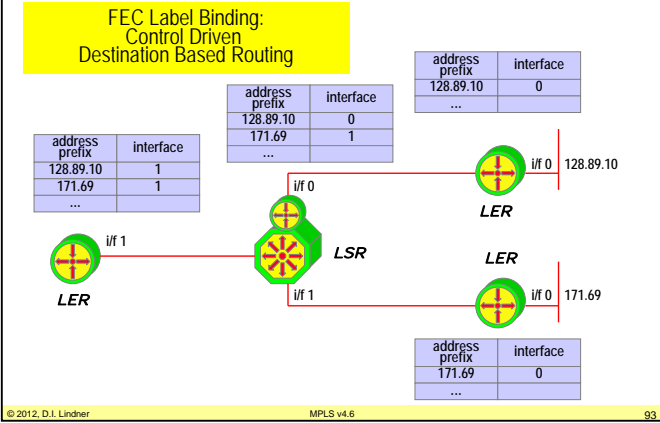 FEC Label Binding:
Control Driven
Destination Based Routing
address prefix interface
128.89.10 0
...
address prefix interface
128.89.10 0
171.69 1
...
address prefix interface
128.89.10 1
171.69 1
...
i/f 0 128.89.10
LER
i/f 0
i/f 1
LSR
LER
LER
i/f 1
i/f 0 171.69
address prefix interface
171.69 0
...
© 2012, D.I. Lindner MPLS v4.6 93